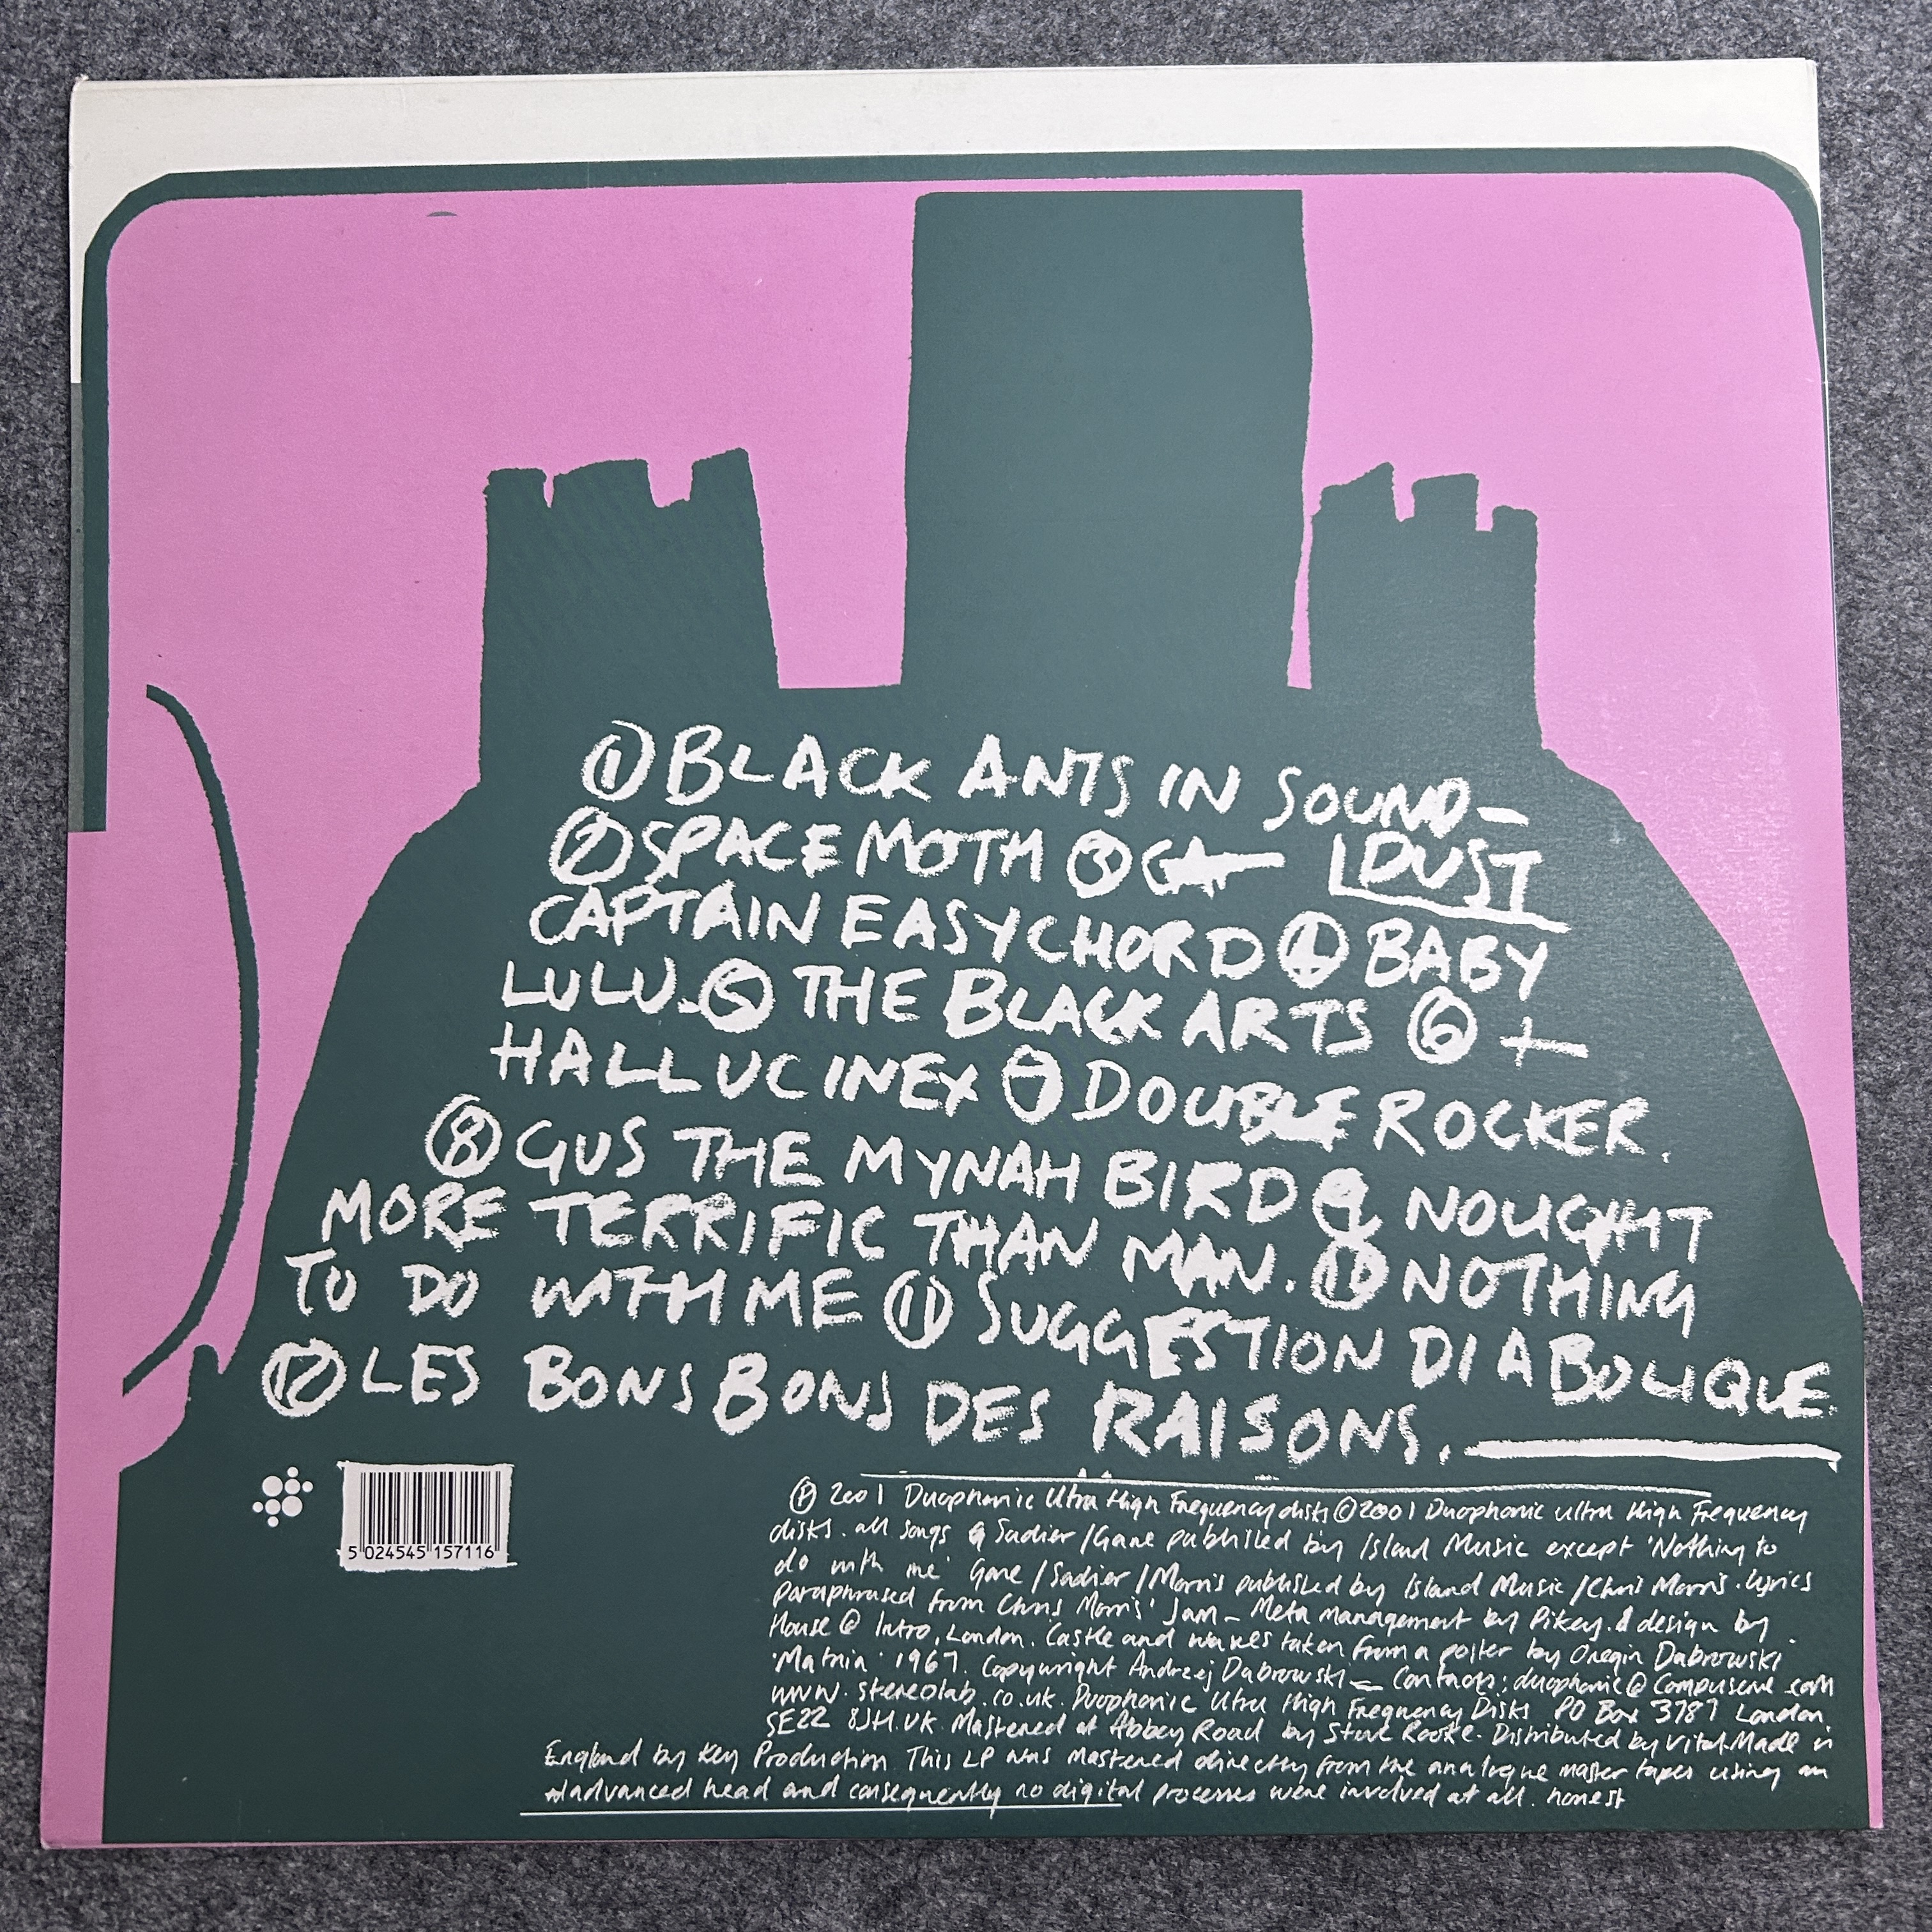 ① BLACK ANTS IN SOUND-
② SPACE MOTH ③ CA LDUST
CAPTAIN EASYCHORD ④ BABY
LULU. ⑤ THE BLACK ARTS ⑥ +
HALLUCINEX ⑦ DOUBLE ROCKER.
⑧ GUS THE MYNAH BIRD ⑨ NOUGHT
MORE TERRIFIC THAN MAN. ⑩ NOTHING
TO DO WITH ME ⑪ SUGGESTION DIABOLIQUE.
⑫ LES BONS BONS DES RAISONS.
5 024545 157116
Ⓟ 2001 Duophonic Ultra High Frequency disks © 2001 Duophonic Ultra High Frequency
disks. all songs Sadier/Gane published by Island Music except 'Nothing to
do with me' Gane/Sadier/Morris published by Island Music/Chris Morris. lyrics
paraphrased from Chris Morris' Jam - Meta management by Pikey. & design by
House @ Intro, London. Castle and waves taken from a poster by Onegin Dabrowski
'Matnia' 1967. Copywright Andrzej Dabrowski - Contacts: duophonic@Compuserve.com
www.stereolab.co.uk. Duophonic Ultra High Frequency Disks PO Box 3787 London
SE22 8JH.UK. Mastered at Abbey Road by Steve Rooke. Distributed by Vital. Made in
England by Key Production. This LP was mastered directly from the analogue master tapes using an
advanced head and consequently no digital processes were involved at all. honest